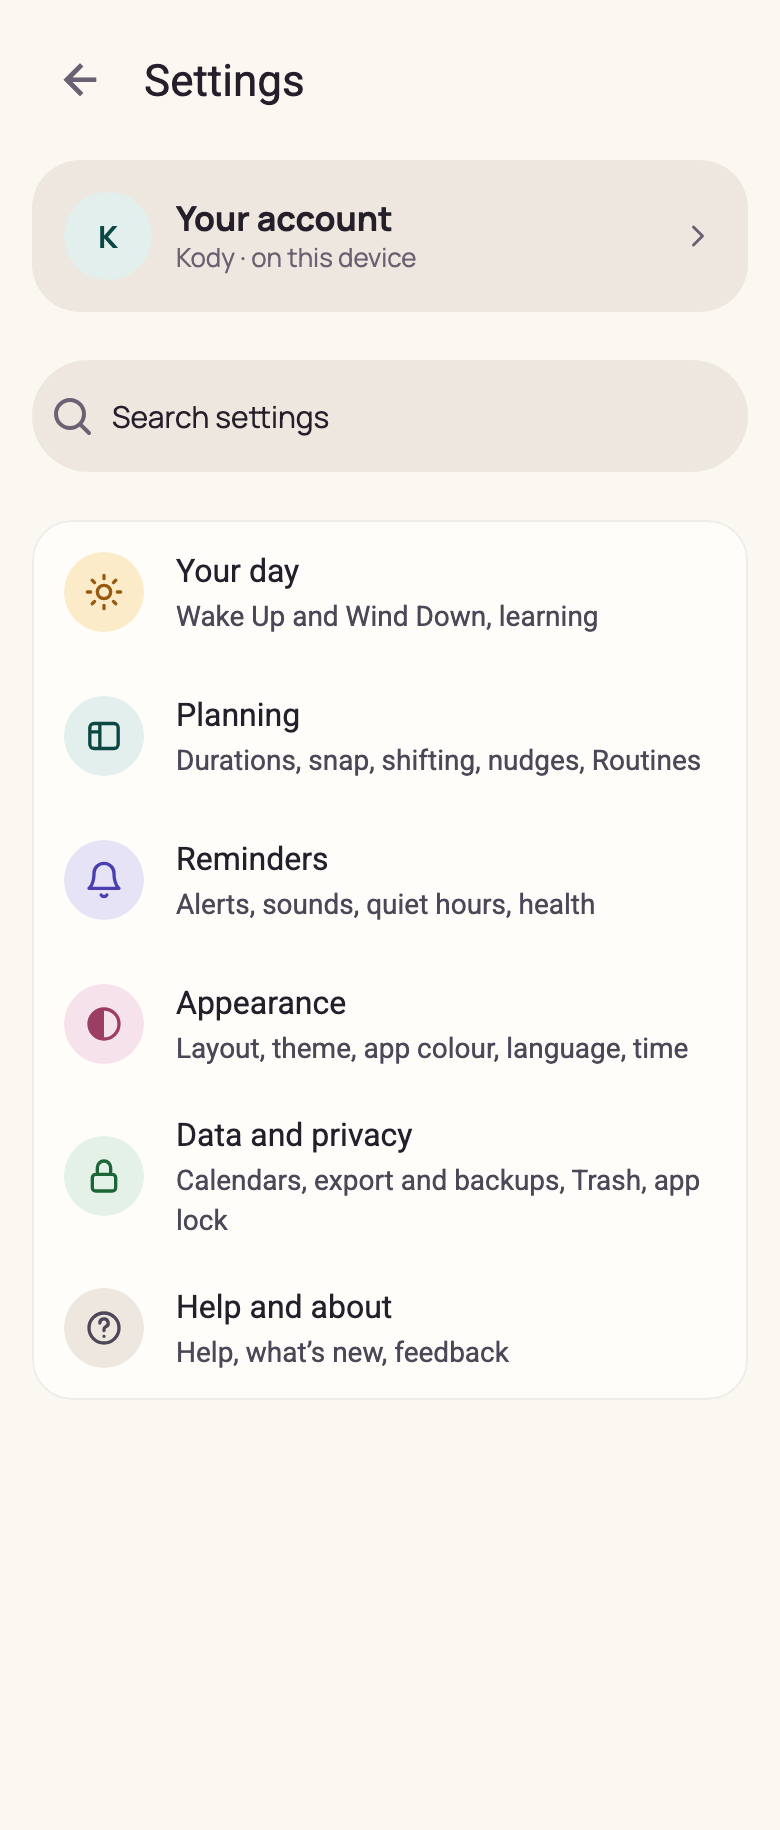 Settings
K
Your account
Kody · on this device
Search settings
Your day
Wake Up and Wind Down, learning
Planning
Durations, snap, shifting, nudges, Routines
Reminders
Alerts, sounds, quiet hours, health
Appearance
Layout, theme, app colour, language, time
Data and privacy
Calendars, export and backups, Trash, app
lock
Help and about
Help, what’s new, feedback